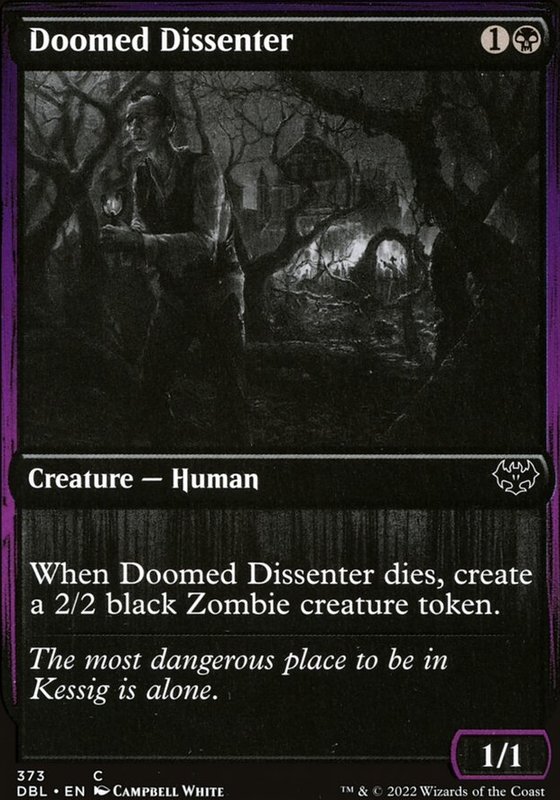 Doomed Dissenter 1
Creature — Human
When Doomed Dissenter dies, create
a 2/2 black Zombie creature token.
The most dangerous place to be in
Kessig is alone.
1/1
373 C
DBL • EN CAMPBELL WHITE
™ & © 2022 Wizards of the Coast